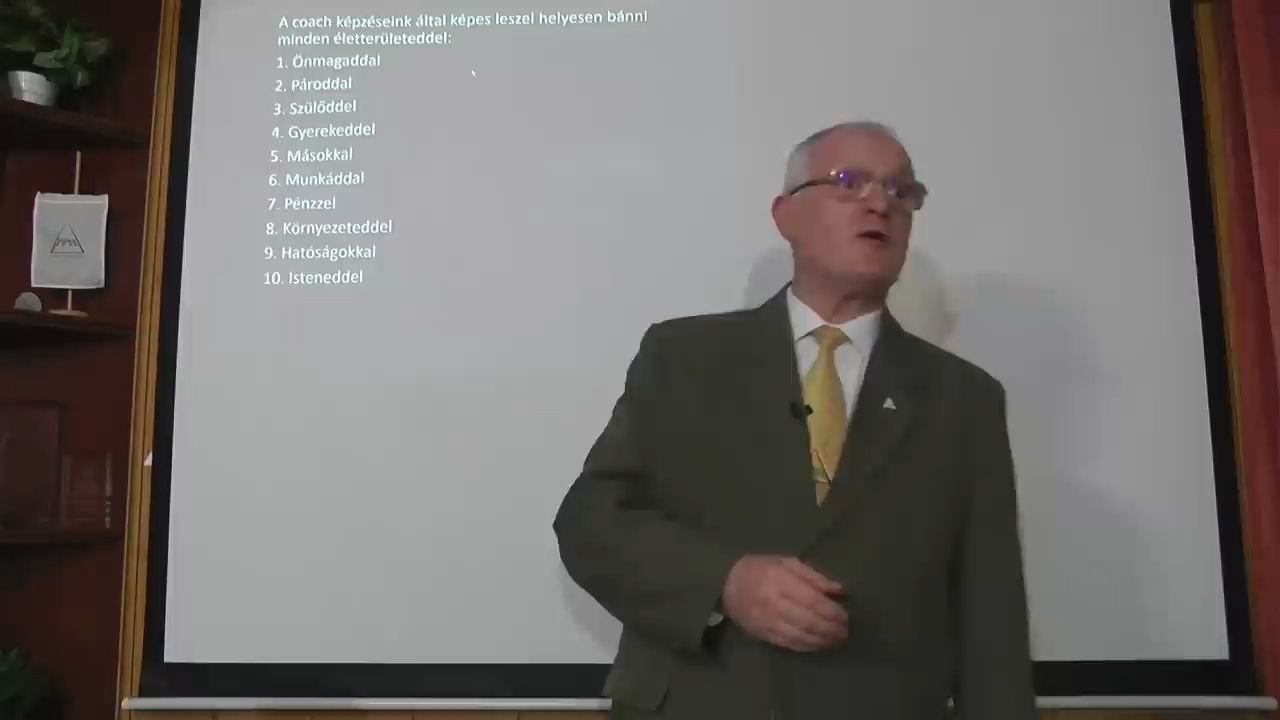 A coach képzéseink által képes leszel helyesen bánni
minden életterületeddel:
1. Önmagaddal
2. Pároddal
3. Szülőddel
4. Gyerekeddel
5. Másokkal
6. Munkáddal
7. Pénzzel
8. Környezeteddel
9. Hatóságokkal
10. Isteneddel